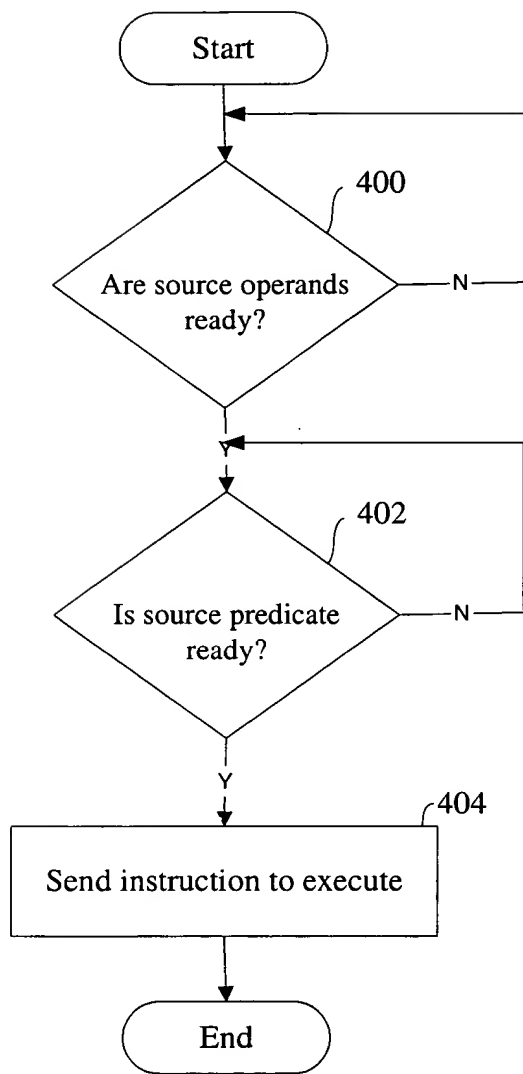 Start
400
Are source operands
ready?
N
Y
402
Is source predicate
ready?
N
Y
404
Send instruction to execute
End